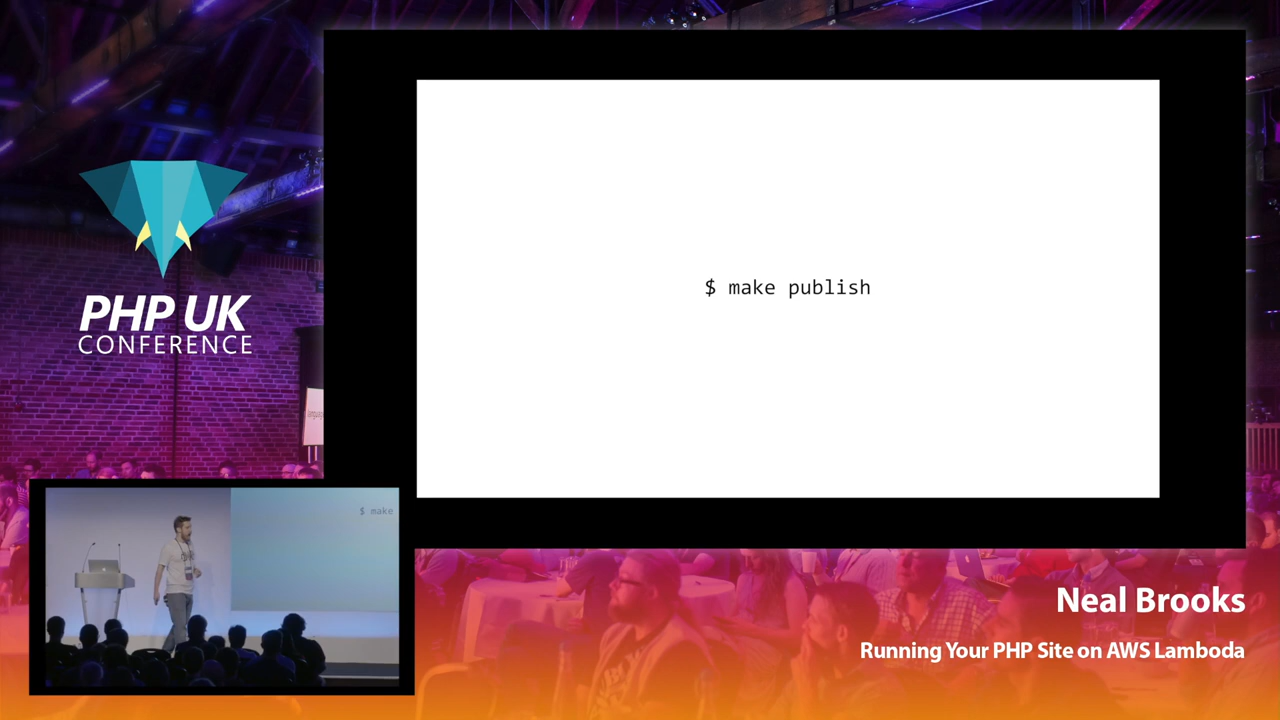 $ make publish
PHP UK
CONFERENCE
$ make
Neal Brooks
Running Your PHP Site on AWS Lamboda